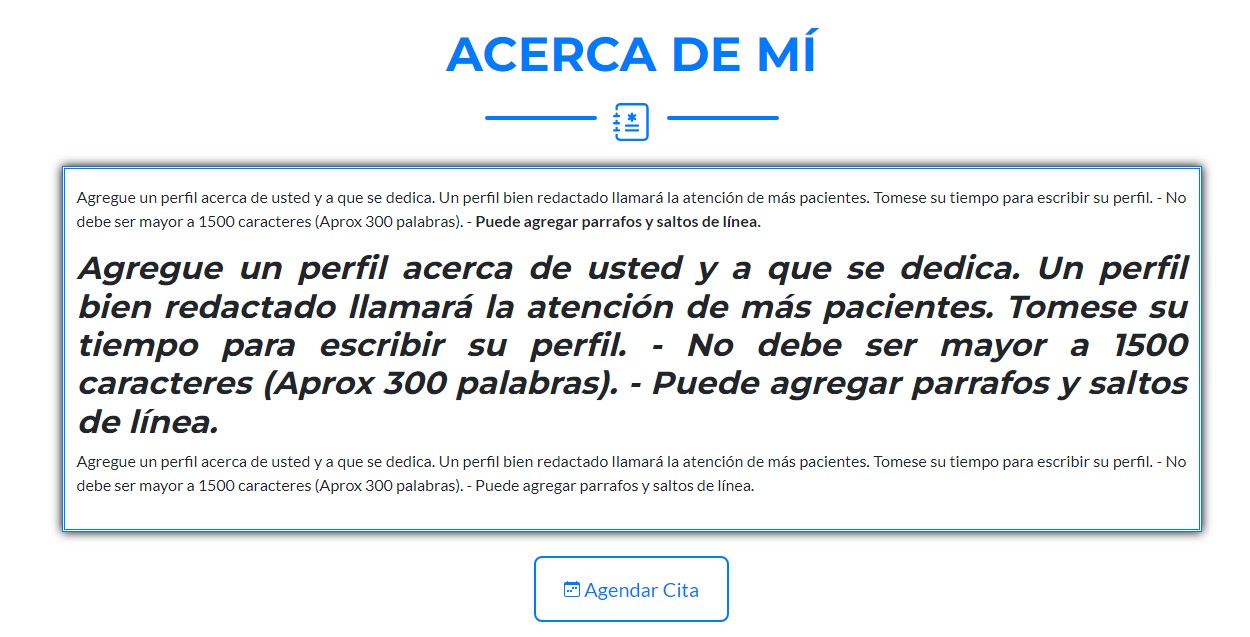 ACERCA DE MÍ
Agregue un perfil acerca de usted y a que se dedica. Un perfil bien redactado llamará la atención de más pacientes. Tomese su tiempo para escribir su perfil. - No
debe ser mayor a 1500 caracteres (Aprox 300 palabras). - Puede agregar parrafos y saltos de línea.
Agregue un perfil acerca de usted y a que se dedica. Un perfil
bien redactado llamará la atención de más pacientes. Tomese su
tiempo para escribir su perfil. - No debe ser mayor a 1500
caracteres (Aprox 300 palabras). - Puede agregar parrafos y saltos
de línea.
Agregue un perfil acerca de usted y a que se dedica. Un perfil bien redactado llamará la atención de más pacientes. Tomese su tiempo para escribir su perfil. - No
debe ser mayor a 1500 caracteres (Aprox 300 palabras). - Puede agregar parrafos y saltos de línea.
Agendar Cita